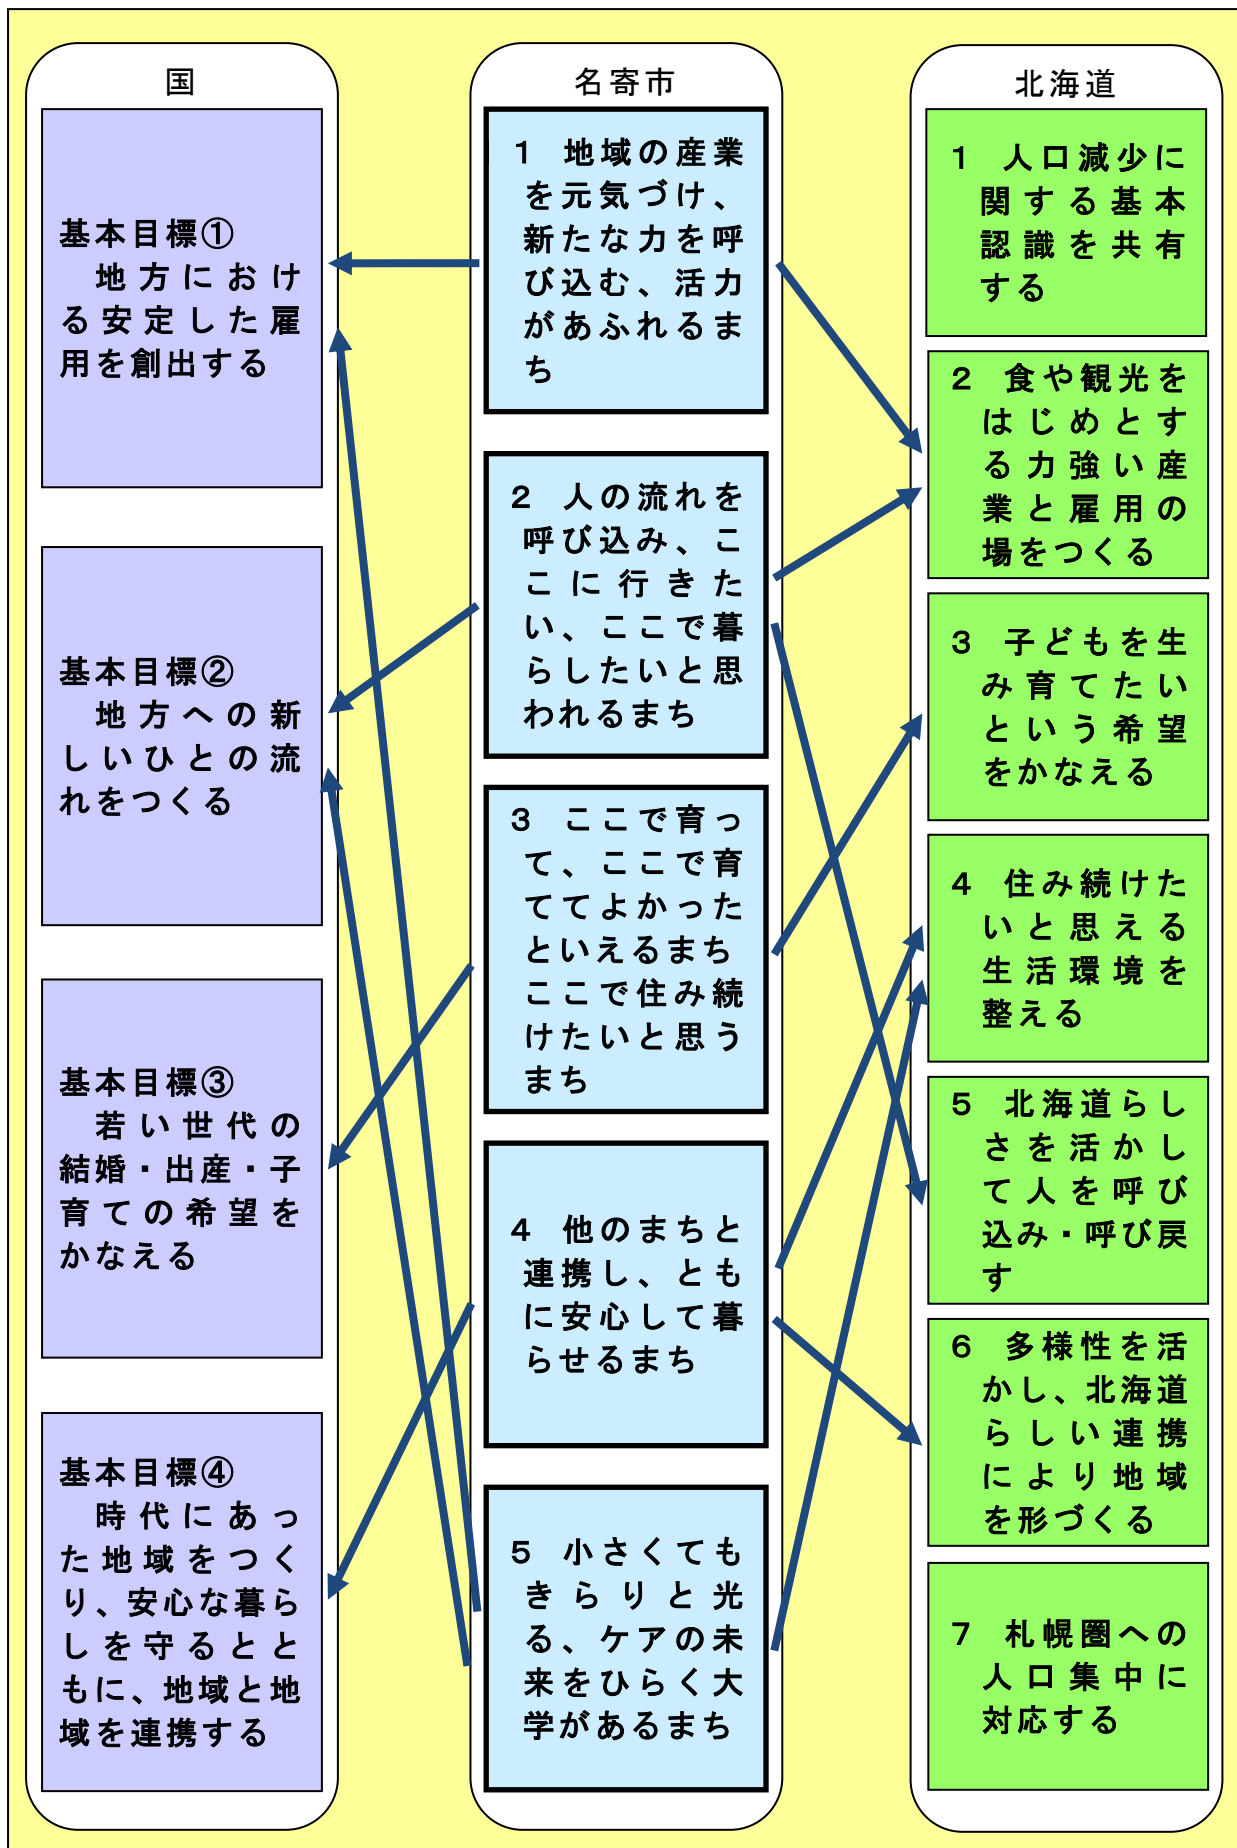 国
基本目標①
地方におけ
る安定した雇
用を創出する
基本目標②
地方への新
しいひとの流
れをつくる
基本目標③
若い世代の
結婚・出産・子
育ての希望を
かなえる
基本目標④
時代にあっ
た地域をつく
り、安心な暮ら
しを守るとと
もに、地域と地
域を連携する
名寄市
1 地域の産業
を元気づけ、
新たな力を呼
び込む、活力
があふれるま
ち
2 人の流れを
呼び込み、こ
こに行きた
い、ここで暮
らしたいと思
われるまち
3 ここで育っ
て、ここで育
ててよかった
といえるまち
ここで住み続
けたいと思う
まち
4 他のまちと
連携し、とも
に安心して暮
らせるまち
5 小さくても
きらりと光
る、ケアの未
来をひらく大
学があるまち
北海道
1 人口減少に
関する基本
認識を共有
する
2 食や観光を
はじめとす
る力強い産
業と雇用の
場をつくる
3 子どもを生
み育てたい
という希望
をかなえる
4 住み続けた
いと思える
生活環境を
整える
5 北海道らし
さを活かし
て人を呼び
込み・呼び戻
す
6 多様性を活
かし、北海道
らしい連携
により地域
を形づくる
7 札幌圏への
人口集中に
対応する